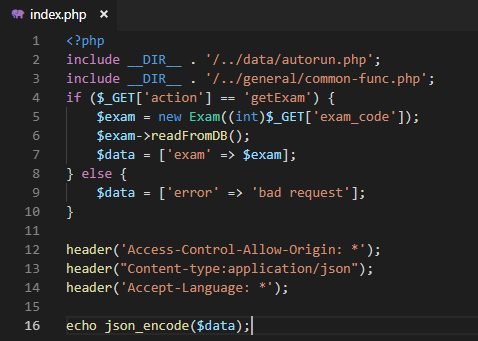 index.php ×
1 <?php
2 include __DIR__ . '/../data/autorun.php';
3 include __DIR__ . '/../general/common-func.php';
4 if ($_GET['action'] == 'getExam') {
5     $exam = new Exam((int)$_GET['exam_code']);
6     $exam->readFromDB();
7     $data = ['exam' => $exam];
8 } else {
9     $data = ['error' => 'bad request'];
10 }
11
12 header('Access-Control-Allow-Origin: *');
13 header("Content-type:application/json");
14 header('Accept-Language: *');
15
16 echo json_encode($data);